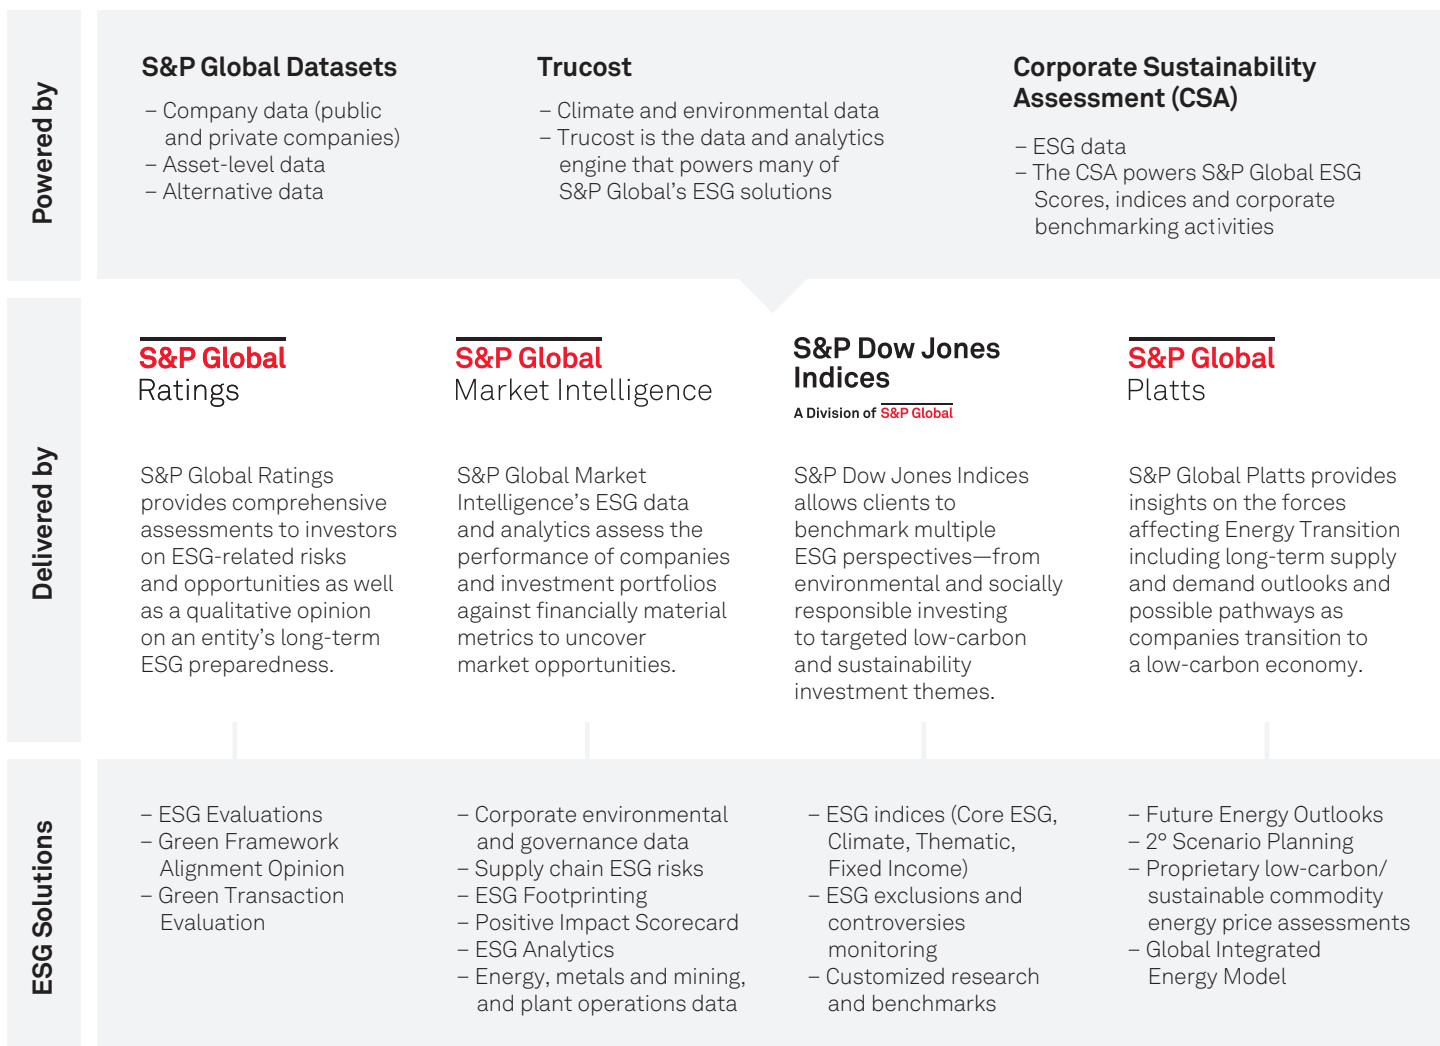 Powered by
S&P Global Datasets
– Company data (public
and private companies)
– Asset-level data
– Alternative data
Trucost
– Climate and environmental data
– Trucost is the data and analytics
engine that powers many of
S&P Global’s ESG solutions
Corporate Sustainability
Assessment (CSA)
– ESG data
– The CSA powers S&P Global ESG
Scores, indices and corporate
benchmarking activities
Delivered by
S&P Global
Ratings
S&P Global Ratings
provides comprehensive
assessments to investors
on ESG-related risks
and opportunities as well
as a qualitative opinion
on an entity’s long-term
ESG preparedness.
S&P Global
Market Intelligence
S&P Global Market
Intelligence’s ESG data
and analytics assess the
performance of companies
and investment portfolios
against financially material
metrics to uncover
market opportunities.
S&P Dow Jones
Indices
A Division of S&P Global
S&P Dow Jones Indices
allows clients to
benchmark multiple
ESG perspectives—from
environmental and socially
responsible investing
to targeted low-carbon
and sustainability
investment themes.
S&P Global
Platts
S&P Global Platts provides
insights on the forces
affecting Energy Transition
including long-term supply
and demand outlooks and
possible pathways as
companies transition to
a low-carbon economy.
ESG Solutions
– ESG Evaluations
– Green Framework
Alignment Opinion
– Green Transaction
Evaluation
– Corporate environmental
and governance data
– Supply chain ESG risks
– ESG Footprinting
– Positive Impact Scorecard
– ESG Analytics
– Energy, metals and mining,
and plant operations data
– ESG indices (Core ESG,
Climate, Thematic,
Fixed Income)
– ESG exclusions and
controversies
monitoring
– Customized research
and benchmarks
– Future Energy Outlooks
– 2° Scenario Planning
– Proprietary low-carbon/
sustainable commodity
energy price assessments
– Global Integrated
Energy Model